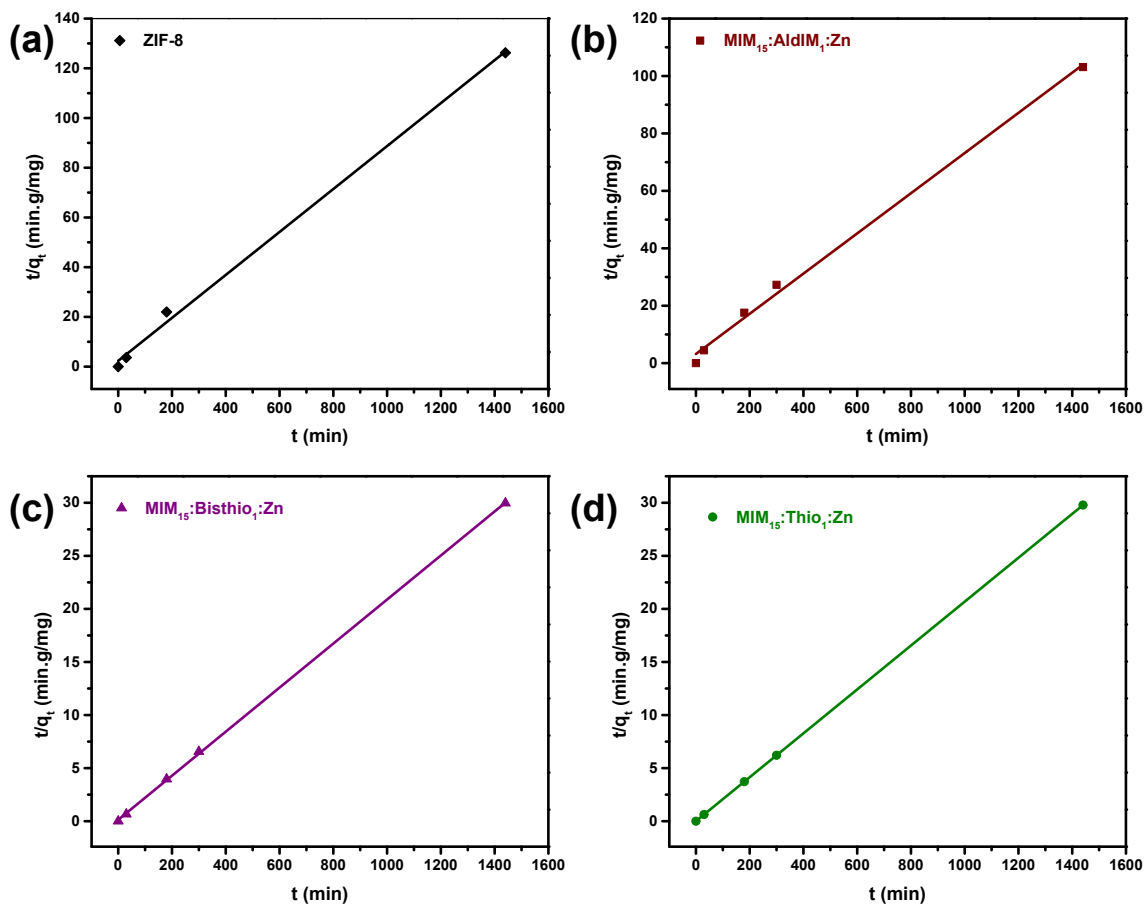 (a)
ZIF-8
140
120
100
80
60
40
20
0
t/qₜ (min.g/mg)
0 200 400 600 800 1000 1200 1400 1600
t (min)
(b)
MIM₁₅:AldIM₁:Zn
120
100
80
60
40
20
0
t/qₜ (min.g/mg)
0 200 400 600 800 1000 1200 1400 1600
t (mim)
(c)
MIM₁₅:Bisthio₁:Zn
30
25
20
15
10
5
0
t/qₜ (min.g/mg)
0 200 400 600 800 1000 1200 1400 1600
t (min)
(d)
MIM₁₅:Thio₁:Zn
30
25
20
15
10
5
0
t/qₜ (min.g/mg)
0 200 400 600 800 1000 1200 1400 1600
t (min)